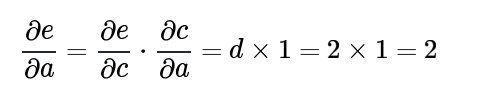 ∂e/∂a = ∂e/∂c · ∂c/∂a = d × 1 = 2 × 1 = 2